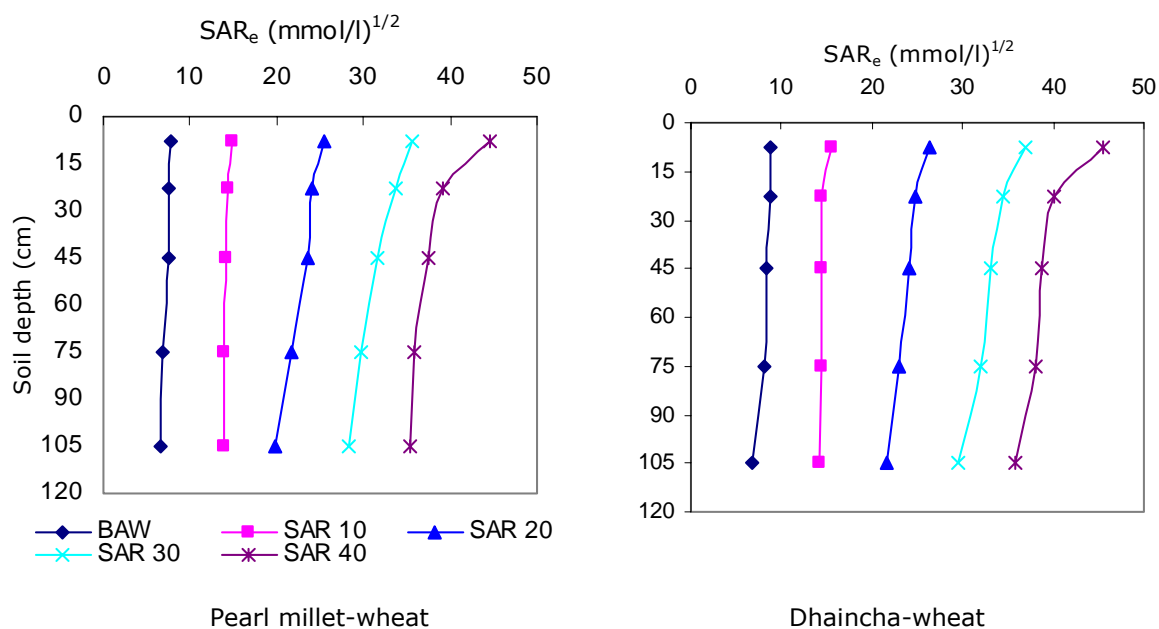 SARe (mmol/l)1/2
0 10 20 30 40 50
0
15
30
45
60
75
90
105
120
Soil depth (cm)
SARe (mmol/l)1/2
0 10 20 30 40 50
0
15
30
45
60
75
90
105
120
BAW SAR 10 SAR 20
SAR 30 SAR 40
Pearl millet-wheat
Dhaincha-wheat